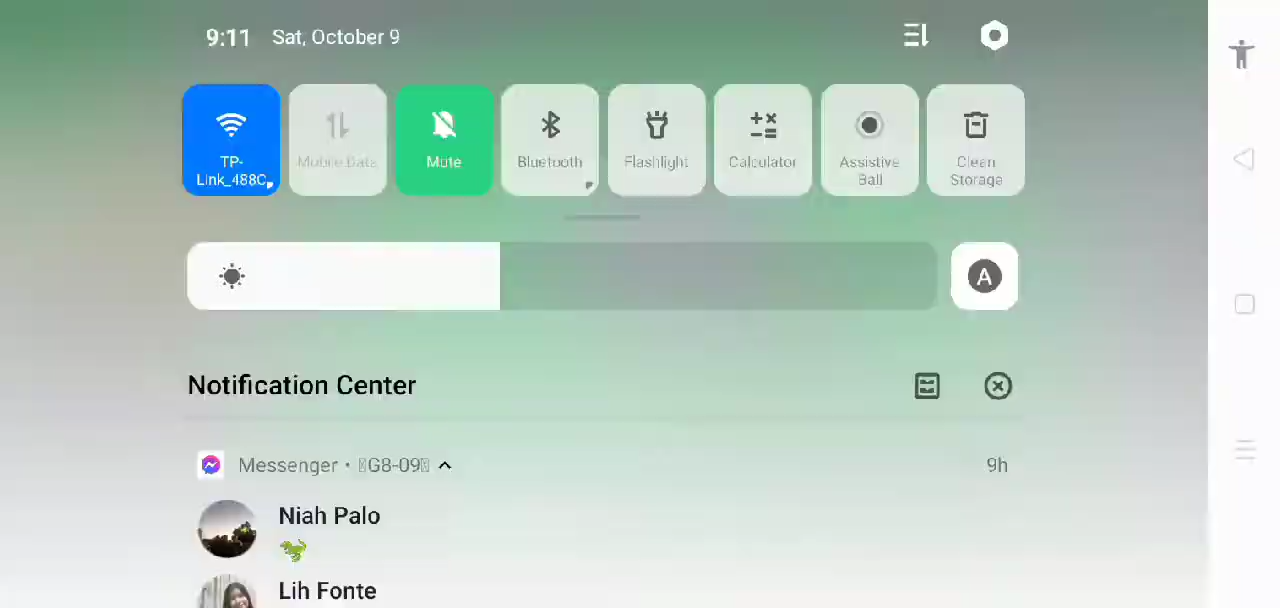 9:11 Sat, October 9
TP-
Link_488C
Mobile Data
Mute
Bluetooth
Flashlight
Calculator
Assistive
Ball
Clean
Storage
A
Notification Center
Messenger • G8-09 9h
Niah Palo
Lih Fonte